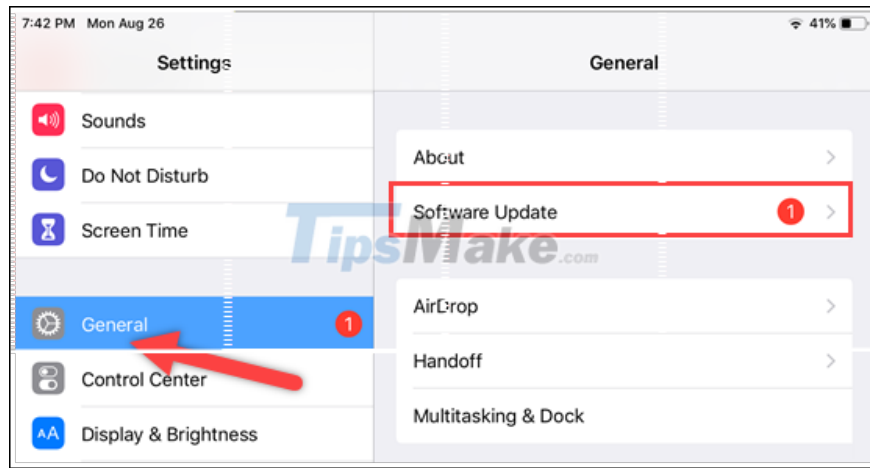 7:42 PM Mon Aug 26
41%
Settings
General
Sounds
Do Not Disturb
Screen Time
General
1
Control Center
Display & Brightness
AA
About
Software Update
1
AirDrop
Handoff
Multitasking & Dock
TipsMake.com